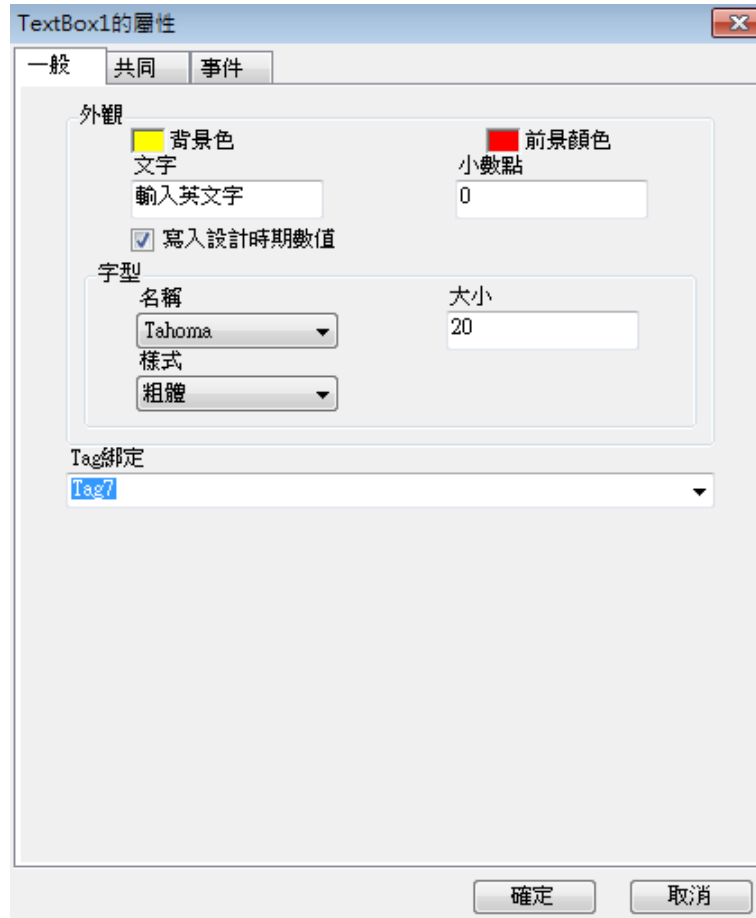 TextBox1的屬性
一般 共同 事件
外觀
背景色 前景顏色
文字 小數點
輸入英文字 0
寫入設計時期數值
字型
名稱 大小
Tahoma 20
樣式
粗體
Tag綁定
Tag7
確定 取消